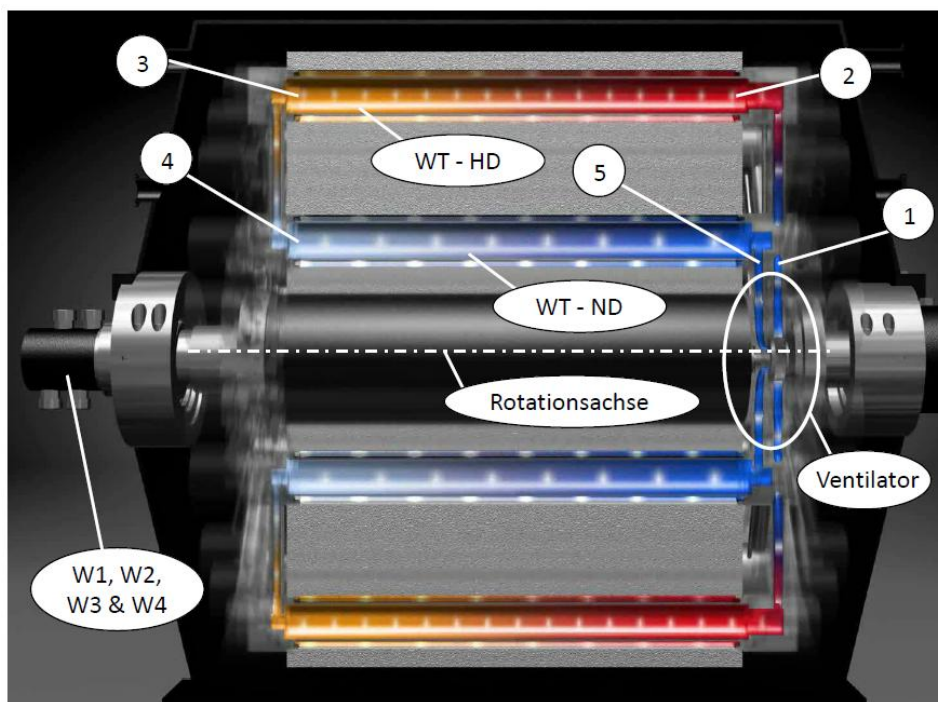 3
2
WT - HD
4
5
1
WT - ND
Rotationsachse
Ventilator
W1, W2,
W3 & W4